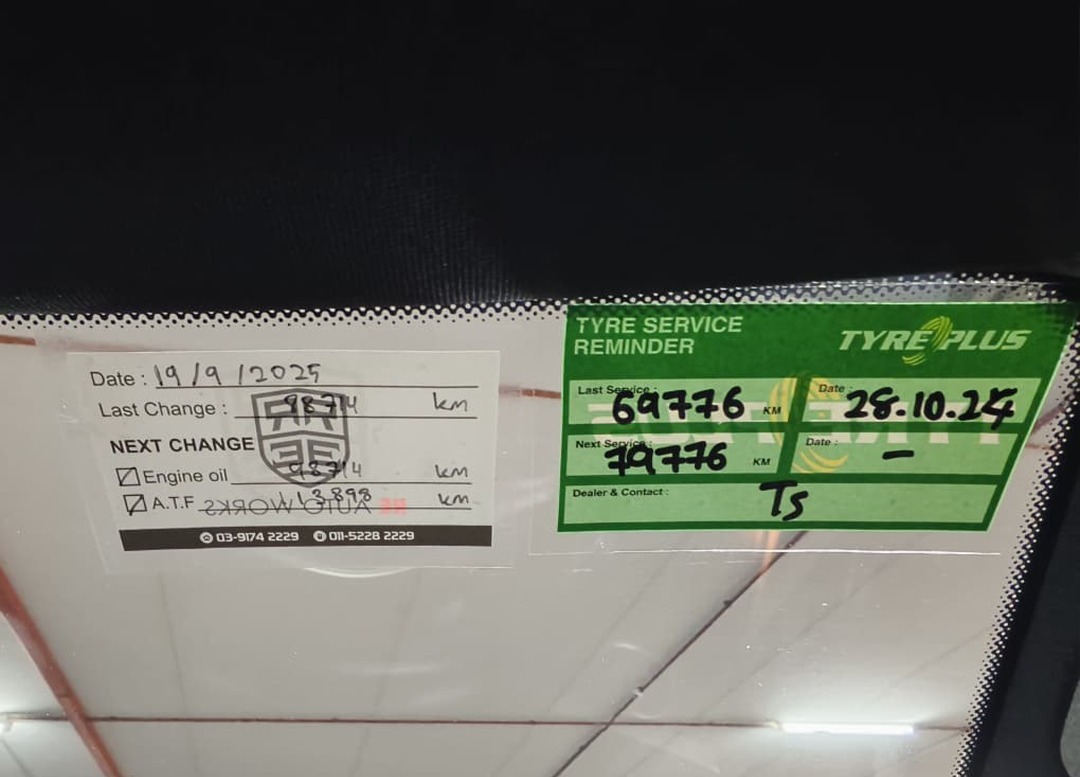 Date : 19/9/2025
Last Change : 98714 km
NEXT CHANGE
Engine oil 98714 km
A.T.F 113898 km
AUTO WORKS
03-9174 2229 011-5228 2229
TYRE SERVICE
REMINDER
TYREPLUS
Last Service : 69776 KM Date : 28.10.24
Next Service : 79776 KM Date : –
Dealer & Contact : Ts